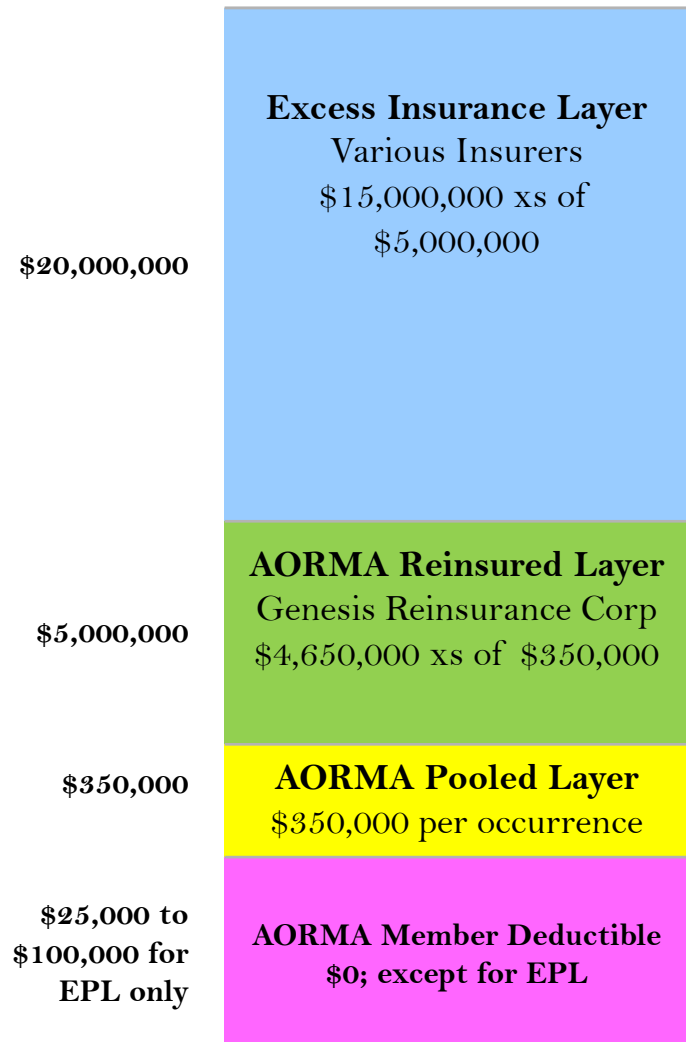 Excess Insurance Layer
Various Insurers
$15,000,000 xs of
$5,000,000
$20,000,000
AORMA Reinsured Layer
Genesis Reinsurance Corp
$4,650,000 xs of $350,000
$5,000,000
AORMA Pooled Layer
$350,000 per occurrence
$350,000
$25,000 to
$100,000 for
EPL only
AORMA Member Deductible
$0; except for EPL